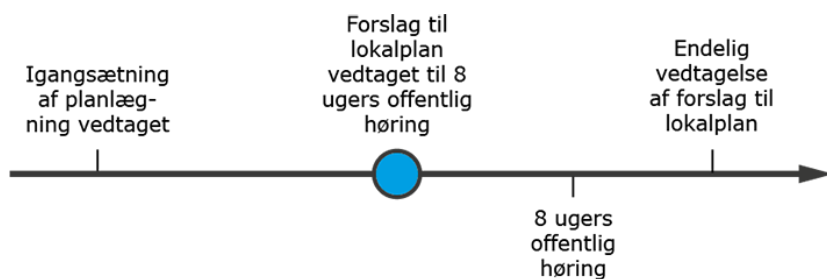 Igangsætning
af planlæg-
ning vedtaget
Forslag til
lokalplan
vedtaget til 8
ugers offentlig
høring
8 ugers
offentlig
høring
Endelig
vedtagelse
af forslag til
lokalplan